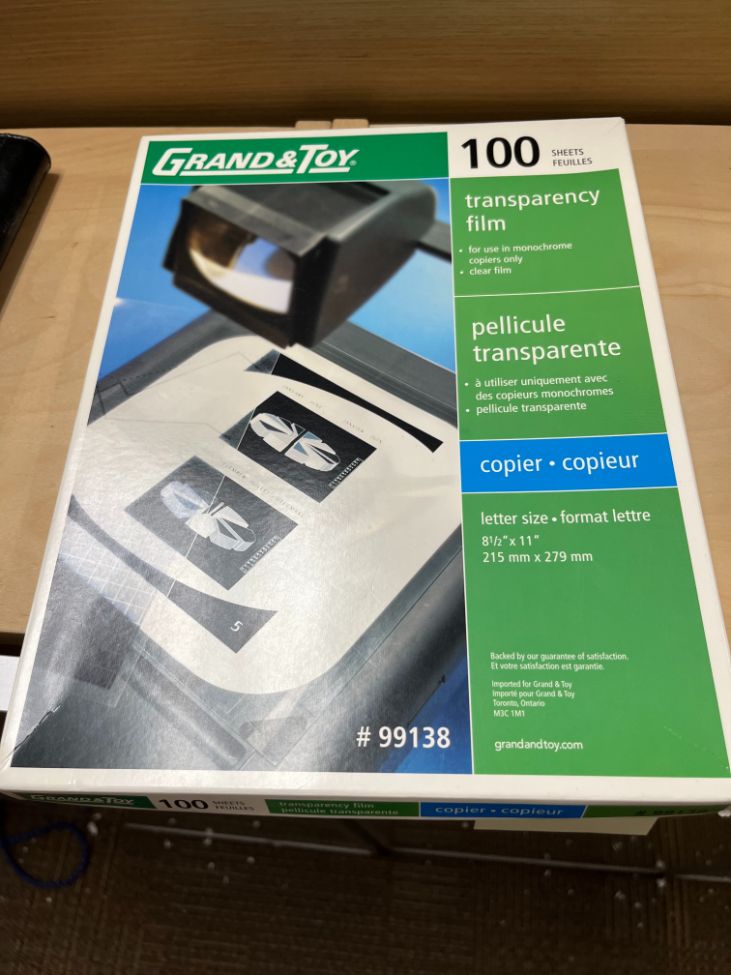 GRAND & TOY®
100 SHEETS
FEUILLES
transparency
film
• for use in monochrome
copiers only
• clear film
pellicule
transparente
• à utiliser uniquement avec
des copieurs monochromes
• pellicule transparente
copier • copieur
letter size • format lettre
8 1/2" x 11"
215 mm x 279 mm
Backed by our guarantee of satisfaction.
Et votre satisfaction est garantie.
Imported for Grand & Toy
Importé pour Grand & Toy
Toronto, Ontario
M3C 1M1
grandandtoy.com
5
# 99138
GRAND & TOY
100 SHEETS
FEUILLES
transparency film
pellicule transparente
copier • copieur